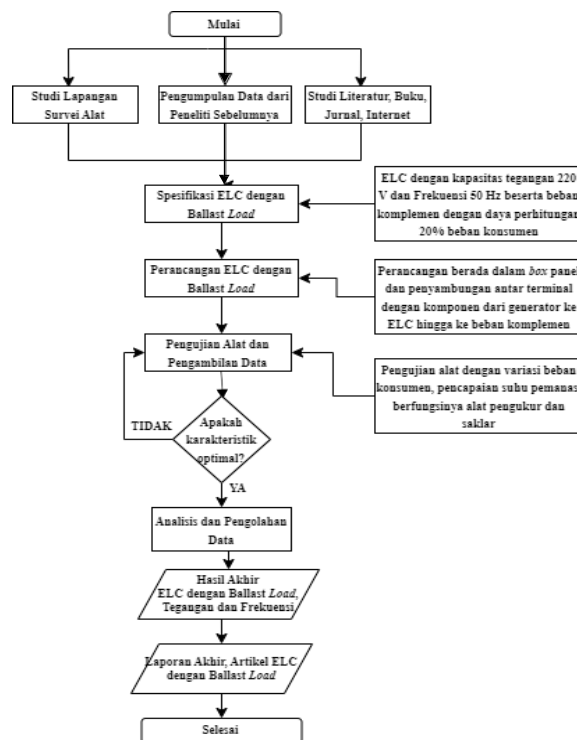 Mulai
Studi Lapangan
Survei Alat
Pengumpulan Data dari
Peneliti Sebelumnya
Studi Literatur, Buku,
Jurnal, Internet
Spesifikasi ELC dengan
Ballast Load
ELC dengan kapasitas tegangan 220
V dan Frekuensi 50 Hz beserta beban
komplemen dengan daya perhitungan
20% beban konsumen
Perancangan ELC dengan
Ballast Load
Perancangan berada dalam box panel
dan penyambungan antar terminal
dengan komponen dari generator ke
ELC hingga ke beban komplemen
Pengujian Alat dan
Pengambilan Data
Pengujian alat dengan variasi beban
konsumen, pencapaian suhu pemanas
berfungsinya alat pengukur dan
saklar
TIDAK
Apakah
karakteristik
optimal?
YA
Analisis dan Pengolahan
Data
Hasil Akhir
ELC dengan Ballast Load,
Tegangan dan Frekuensi
Laporan Akhir, Artikel ELC
dengan Ballast Load
Selesai